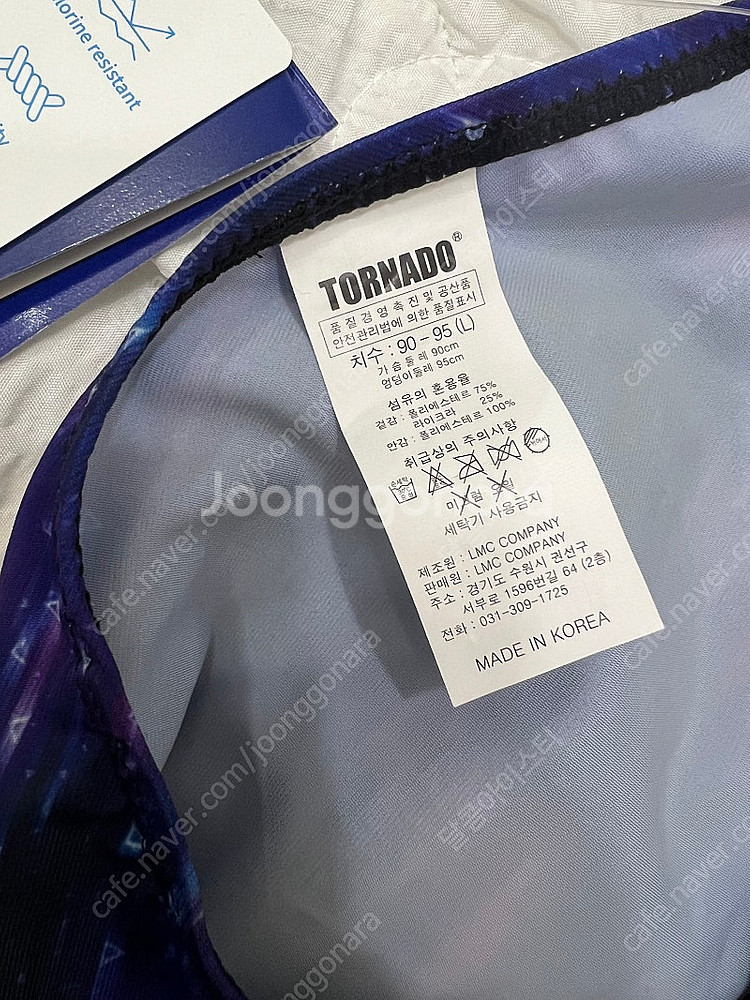 lorine resistant
TORNADO®
품질경영촉진및공산품
안전관리법에 의한 품질표시
치수 : 90 – 95 (L)
가슴둘레 90cm
엉덩이둘레 95cm
섬유의 혼용율
겉감 : 폴리에스테르 75%
라이크라 25%
안감 : 폴리에스테르 100%
취급상의 주의사항
세탁기 사용금지
제조원 : LMC COMPANY
판매원 : LMC COMPANY
주소 : 경기도 수원시 권선구
서부로 1596번길 64 (2층)
전화 : 031-309-1725
MADE IN KOREA
Joonggonara
cafe.naver.com/joonggonara
달콤아이스티